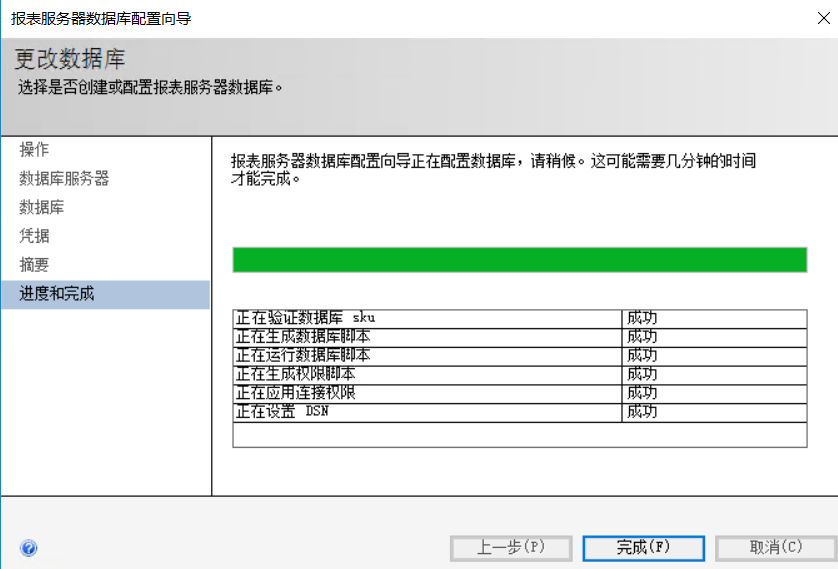 报表服务器数据库配置向导
更改数据库
选择是否创建或配置报表服务器数据库。
操作
数据库服务器
数据库
凭据
摘要
进度和完成
报表服务器数据库配置向导正在配置数据库，请稍候。这可能需要几分钟的时间
才能完成。
正在验证数据库 sku 成功
正在生成数据库脚本 成功
正在运行数据库脚本 成功
正在生成权限脚本 成功
正在应用连接权限 成功
正在设置 DSN 成功
上一步(P) 完成(F) 取消(C)